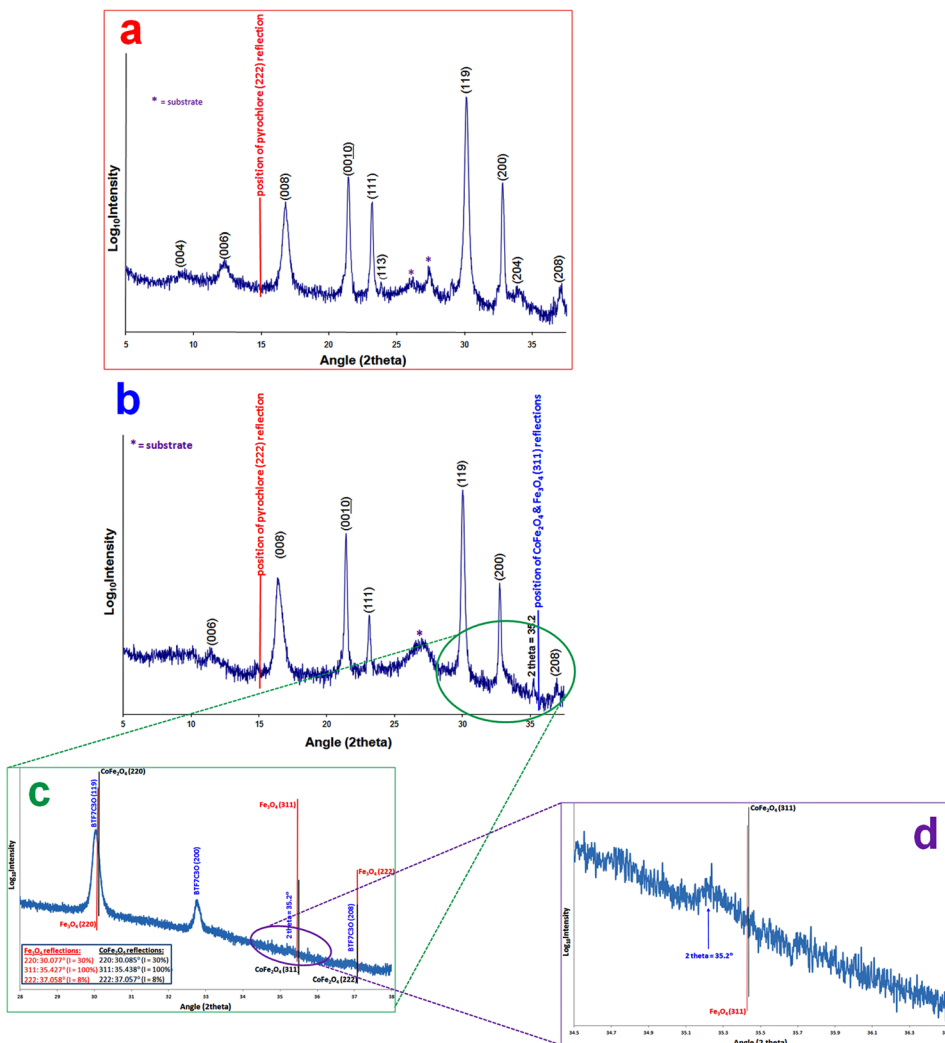 a
* = substrate
position of pyrochlore (222) reflection
(004)
(006)
(008)
(0010)
(111)
(113)
*
*
(119)
(200)
(204)
(208)
Log₁₀Intensity
5 10 15 20 25 30 35
Angle (2theta)
b
* = substrate
position of pyrochlore (222) reflection
(006)
(008)
(0010)
(111)
*
(119)
(200)
2 theta = 35.2
position of CoFe₂O₄ & Fe₃O₄ (311) reflections
(208)
Log₁₀Intensity
5 10 15 20 25 30 35
Angle (2theta)
c
BTF7C3O (119)
CoFe₂O₄ (220)
Fe₃O₄ (220)
BTF7C3O (200)
Fe₃O₄ (311)
2 theta = 35.2°
CoFe₂O₄ (311)
BTF7C3O (208)
Fe₃O₄ (222)
CoFe₂O₄ (222)
Log₁₀Intensity
Fe₃O₄ reflections: CoFe₂O₄ reflections:
220: 30.077° (I = 30%) 220: 30.085° (I = 30%)
311: 35.427° (I = 100%) 311: 35.438° (I = 100%)
222: 37.058° (I = 8%) 222: 37.057° (I = 8%)
28 29 30 31 32 33 34 35 36 37 38
Angle (2theta)
d
CoFe₂O₄ (311)
2 theta = 35.2°
Fe₃O₄ (311)
Log₁₀Intensity
34.5 34.7 34.9 35.1 35.3 35.5 35.7 35.9 36.1 36.3
Angle (2 theta)